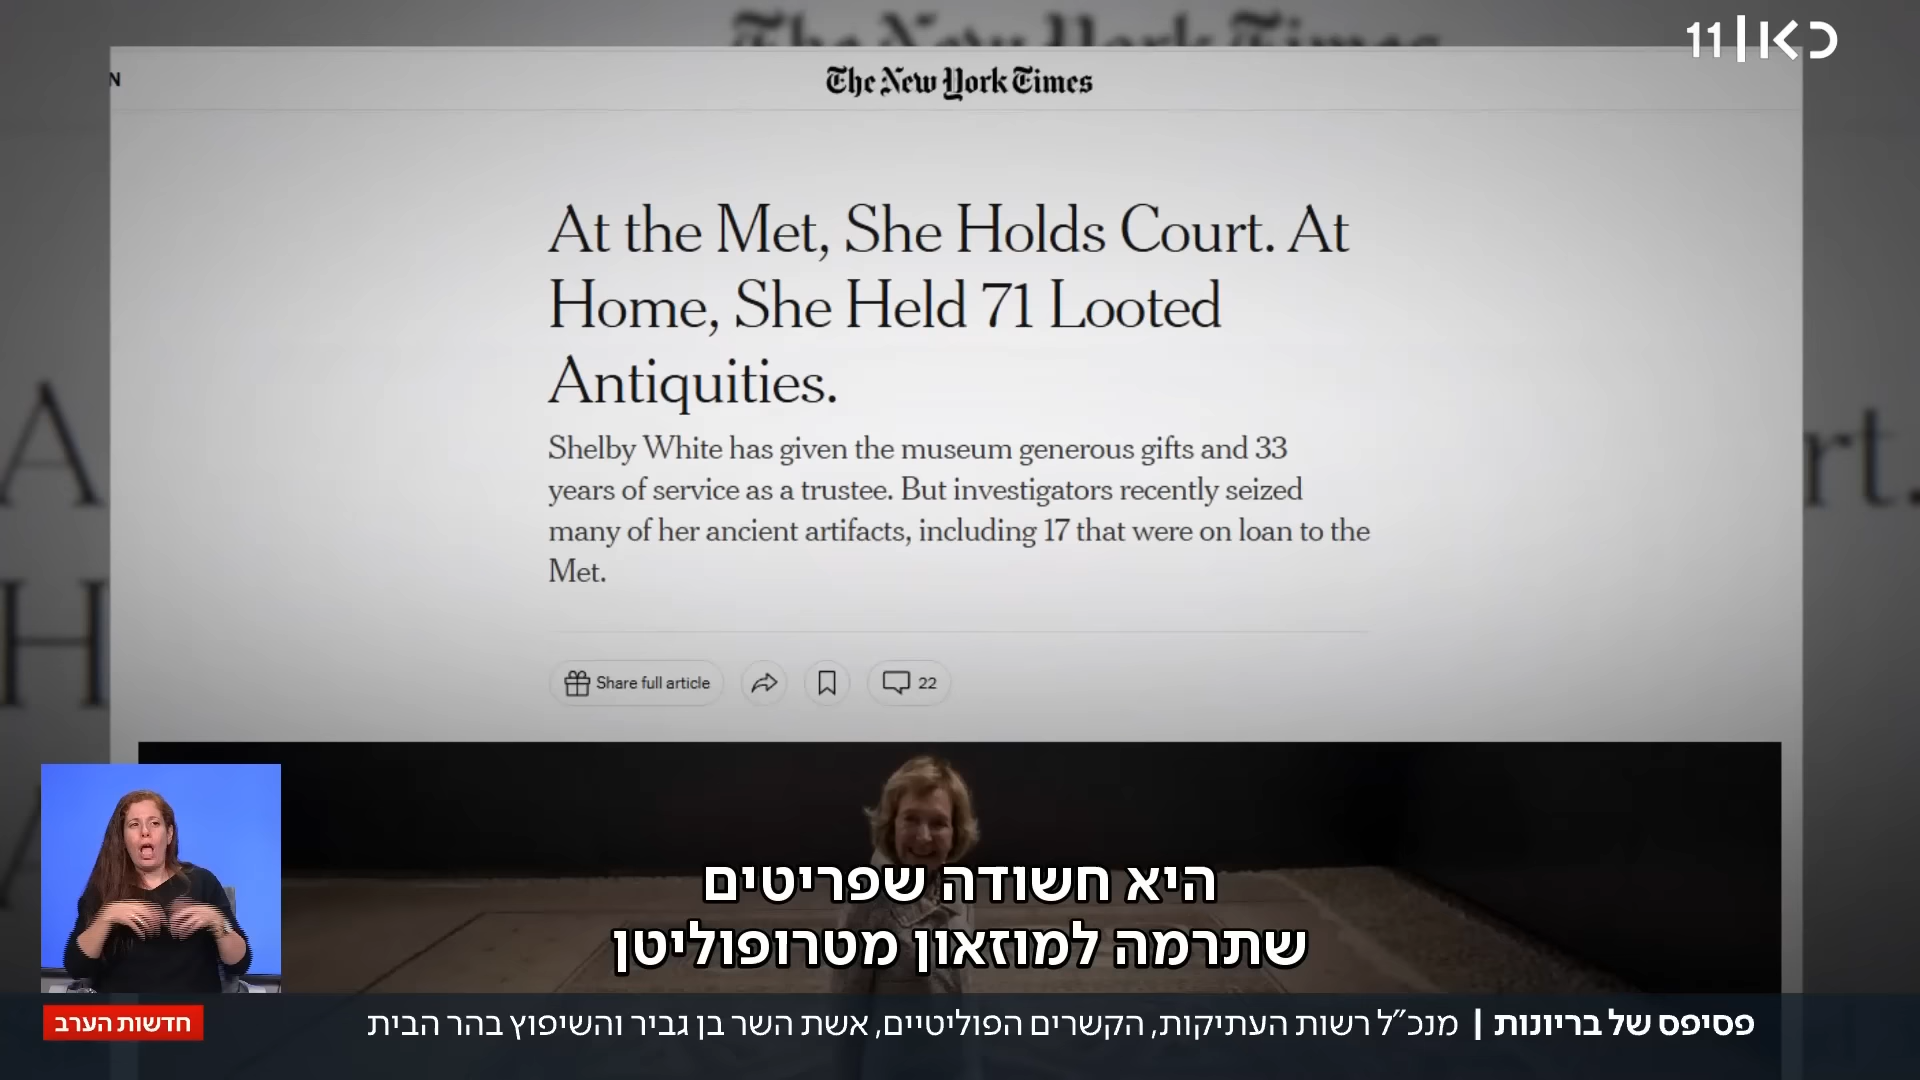 כאן|11
The New York Times
N
The New York Times
At the Met, She Holds Court. At
Home, She Held 71 Looted
Antiquities.
Shelby White has given the museum generous gifts and 33
years of service as a trustee. But investigators recently seized
many of her ancient artifacts, including 17 that were on loan to the
Met.
Share full article
22
היא חשודה שפריטים
שתרמה למוזאון מטרופוליטן
פסיפס של בריונות | מנכ״ל רשות העתיקות, הקשרים הפוליטיים, אשת השר בן גביר והשיפוץ בהר הבית
חדשות הערב